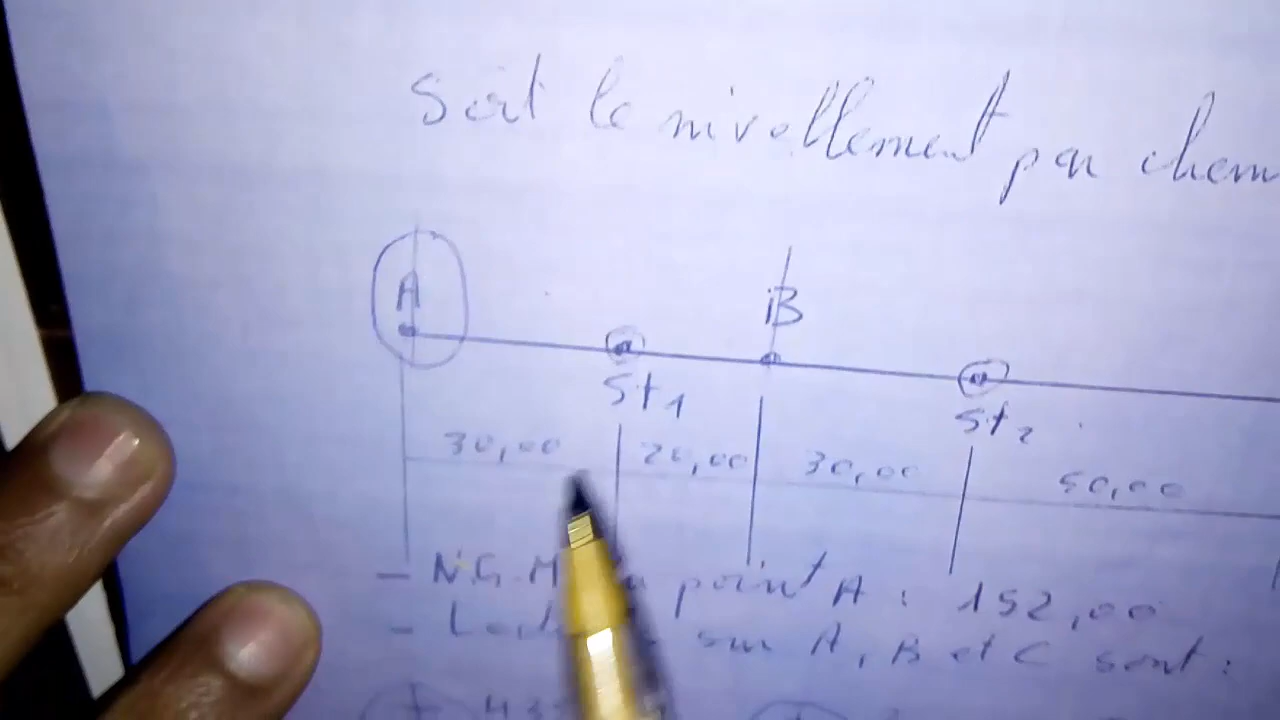 Soit le nivellement par chem
A
B
St1
St2
30,00 20,00 30,00 50,00
- N.G.M point A : 152,00
- sur A, B et C sont :